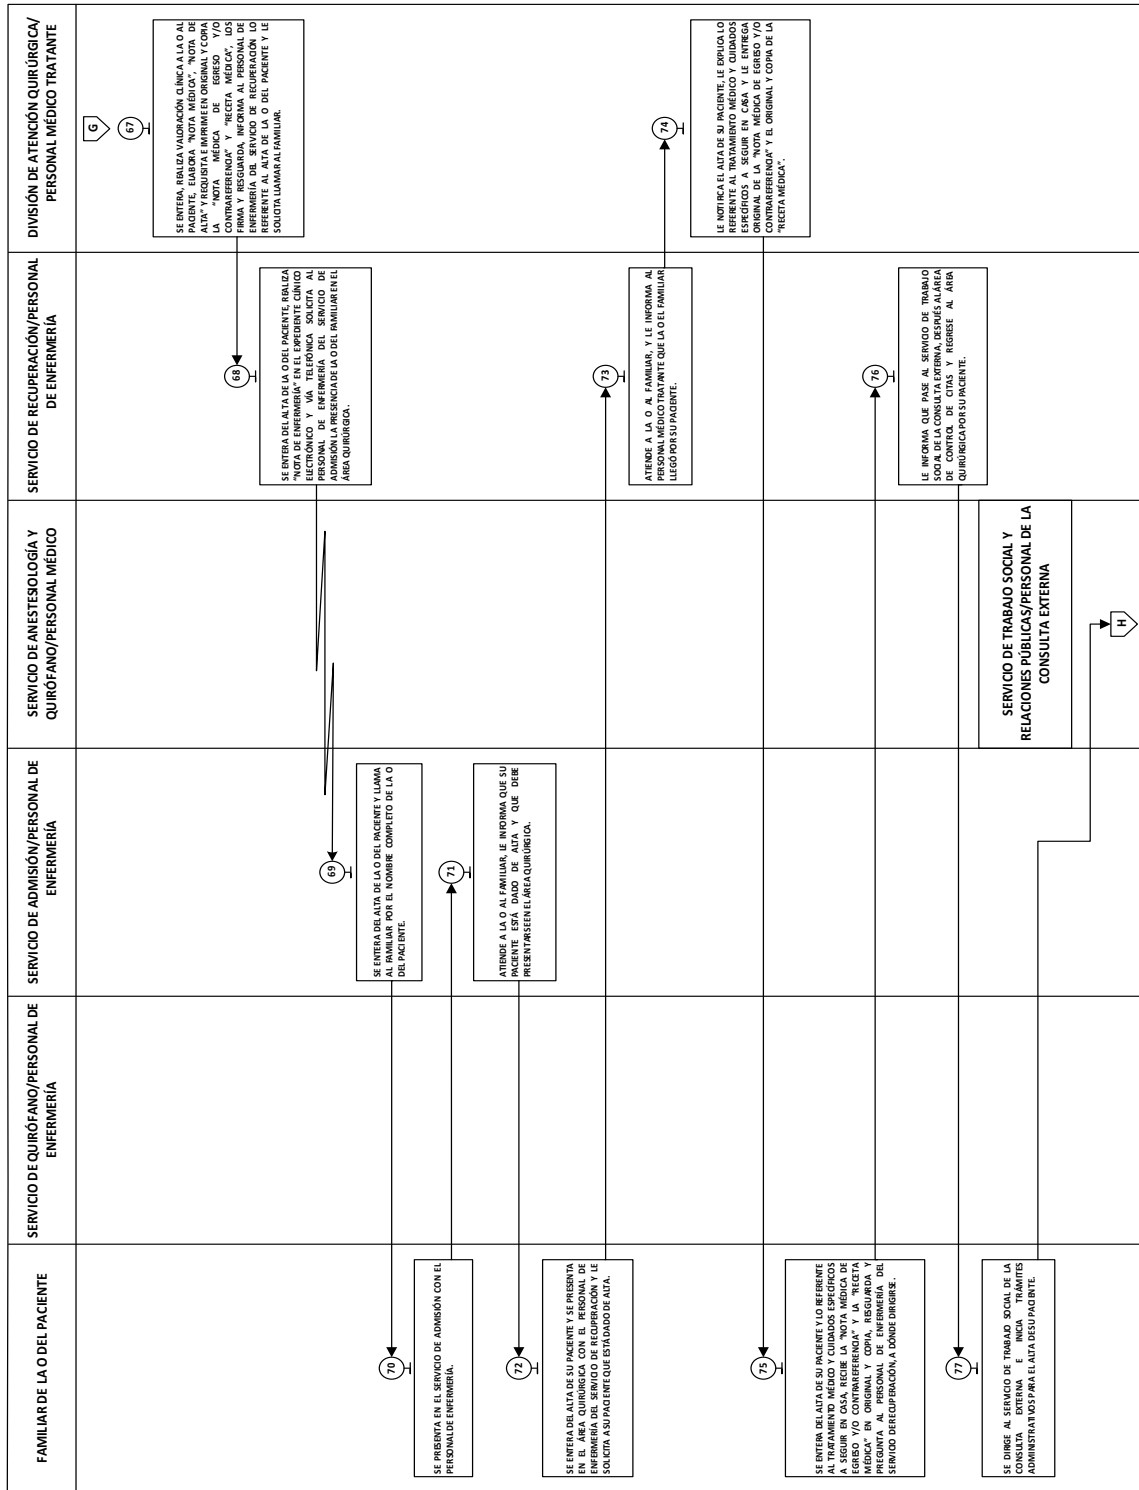 FAMILIAR DE LA O DEL PACIENTE
SERVICIO DE QUIRÓFANO/PERSONAL DE
ENFERMERÍA
SERVICIO DE ADMISIÓN/PERSONAL DE
ENFERMERÍA
SERVICIO DE ANESTESIOLOGÍA Y
QUIRÓFANO/PERSONAL MÉDICO
SERVICIO DE RECUPERACIÓN/PERSONAL
DE ENFERMERÍA
DIVISIÓN DE ATENCIÓN QUIRÚRGICA/
PERSONAL MÉDICO TRATANTE
G
67
SE ENTERA, REALIZA VALORACIÓN CLÍNICA A LA O AL
PACIENTE, ELABORA "NOTA MÉDICA", "NOTA DE
ALTA" Y REQUISITA E IMPRIME EN ORIGINAL Y COPIA
LA "NOTA MÉDICA DE EGRESO Y/O
CONTRAREFERENCIA" Y "RECETA MÉDICA", LOS
FIRMA Y RESGUARDA, INFORMA AL PERSONAL DE
ENFERMERÍA DEL SERVICIO DE RECUPERACIÓN LO
REFERENTE AL ALTA DE LA O DEL PACIENTE Y LE
SOLICITA LLAMAR AL FAMILIAR.
68
SE ENTERA DEL ALTA DE LA O DEL PACIENTE, REALIZA
"NOTA DE ENFERMERÍA" EN EL EXPEDIENTE CLÍNICO
ELECTRÓNICO Y VÍA TELEFÓNICA SOLICITA AL
PERSONAL DE ENFERMERÍA DEL SERVICIO DE
ADMISIÓN LA PRESENCIA DE LA O DEL FAMILIAR EN EL
ÁREA QUIRÚRGICA.
69
SE ENTERA DEL ALTA DE LA O DEL PACIENTE Y LLAMA
AL FAMILIAR POR EL NOMBRE COMPLETO DE LA O
DEL PACIENTE.
70
SE PRESENTA EN EL SERVICIO DE ADMISIÓN CON EL
PERSONAL DE ENFERMERÍA.
71
ATIENDE A LA O AL FAMILIAR, LE INFORMA QUE SU
PACIENTE ESTÁ DADO DE ALTA Y QUE DEBE
PRESENTARSE EN EL ÁREA QUIRÚRGICA.
72
SE ENTERA DEL ALTA DE SU PACIENTE Y SE PRESENTA
EN EL ÁREA QUIRÚRGICA CON EL PERSONAL DE
ENFERMERÍA DEL SERVICIO DE RECUPERACIÓN Y LE
SOLICITA A SU PACIENTE QUE ESTÁ DADO DE ALTA.
73
ATIENDE A LA O AL FAMILIAR, Y LE INFORMA AL
PERSONAL MÉDICO TRATANTE QUE LA O EL FAMILIAR
LLEGÓ POR SU PACIENTE.
74
LE NOTIFICA EL ALTA DE SU PACIENTE, LE EXPLICA LO
REFERENTE AL TRATAMIENTO MÉDICO Y CUIDADOS
ESPECÍFICOS A SEGUIR EN CASA Y LE ENTREGA
ORIGINAL DE LA "NOTA MÉDICA DE EGRESO Y/O
CONTRAREFERENCIA" Y EL ORIGINAL Y COPIA DE LA
"RECETA MÉDICA".
75
SE ENTERA DEL ALTA DE SU PACIENTE Y LO REFERENTE
AL TRATAMIENTO MÉDICO Y CUIDADOS ESPECÍFICOS
A SEGUIR EN CASA, RECIBE LA "NOTA MÉDICA DE
EGRESO Y/O CONTRAREFERENCIA" Y LA "RECETA
MÉDICA" EN ORIGINAL Y COPIA, RESGUARDA Y
PREGUNTA AL PERSONAL DE ENFERMERÍA DEL
SERVICIO DE RECUPERACIÓN, A DÓNDE DIRIGIRSE.
76
LE INFORMA QUE PASE AL SERVICIO DE TRABAJO
SOCIAL DE LA CONSULTA EXTERNA, DESPUÉS AL ÁREA
DE CONTROL DE CITAS Y REGRESE AL ÁREA
QUIRÚRGICA POR SU PACIENTE.
77
SE DIRIGE AL SERVICIO DE TRABAJO SOCIAL DE LA
CONSULTA EXTERNA E INICIA TRÁMITES
ADMINISTRATIVOS PARA EL ALTA DE SU PACIENTE.
SERVICIO DE TRABAJO SOCIAL Y
RELACIONES PÚBLICAS/PERSONAL DE LA
CONSULTA EXTERNA
H